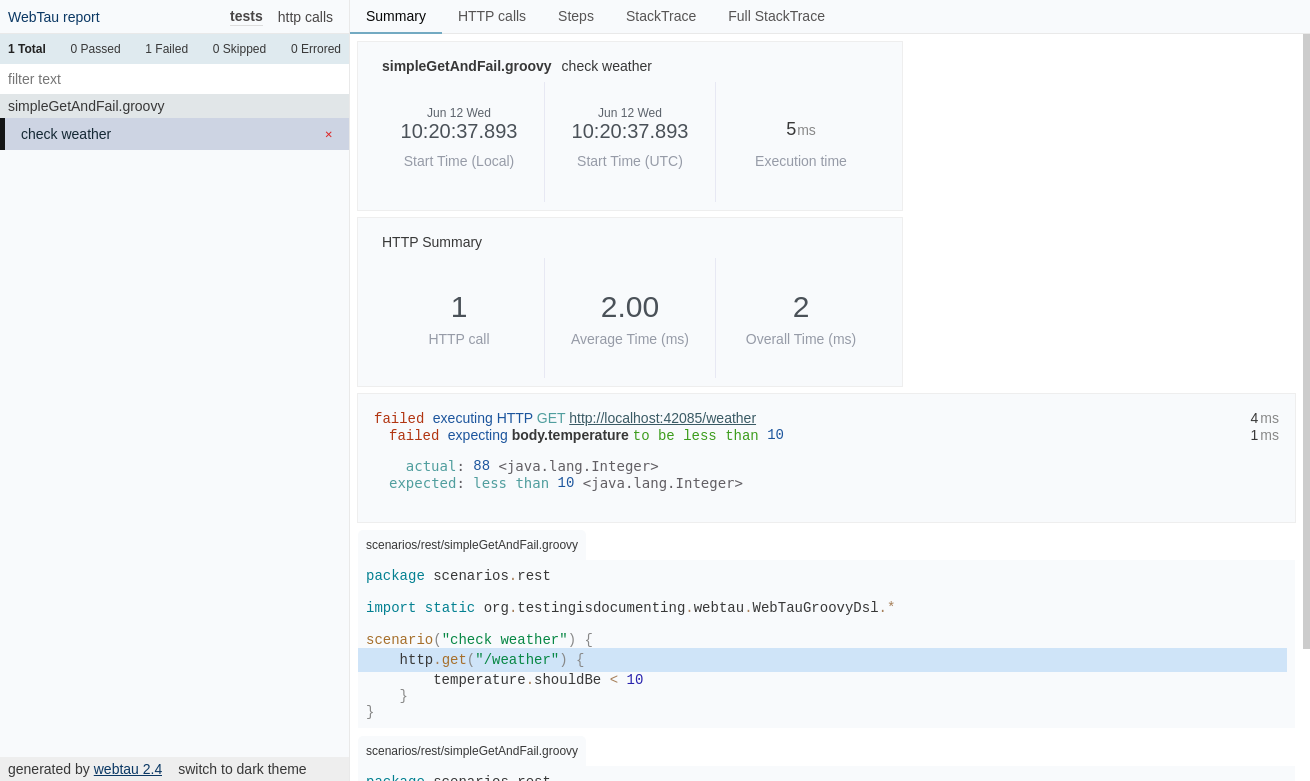 WebTau report tests http calls
1 Total 0 Passed 1 Failed 0 Skipped 0 Errored
filter text
simpleGetAndFail.groovy
check weather ×
generated by webtau 2.4 switch to dark theme
Summary HTTP calls Steps StackTrace Full StackTrace
simpleGetAndFail.groovy check weather
Jun 12 Wed Jun 12 Wed
10:20:37.893 10:20:37.893 5 ms
Start Time (Local) Start Time (UTC) Execution time
HTTP Summary
1 2.00 2
HTTP call Average Time (ms) Overall Time (ms)
failed executing HTTP GET http://localhost:42085/weather 4 ms
failed expecting body.temperature to be less than 10 1 ms
actual: 88 <java.lang.Integer>
expected: less than 10 <java.lang.Integer>
scenarios/rest/simpleGetAndFail.groovy
package scenarios.rest
import static org.testingisdocumenting.webtau.WebTauGroovyDsl.*
scenario("check weather") {
    http.get("/weather") {
        temperature.shouldBe < 10
    }
}
scenarios/rest/simpleGetAndFail.groovy
package scenarios.rest